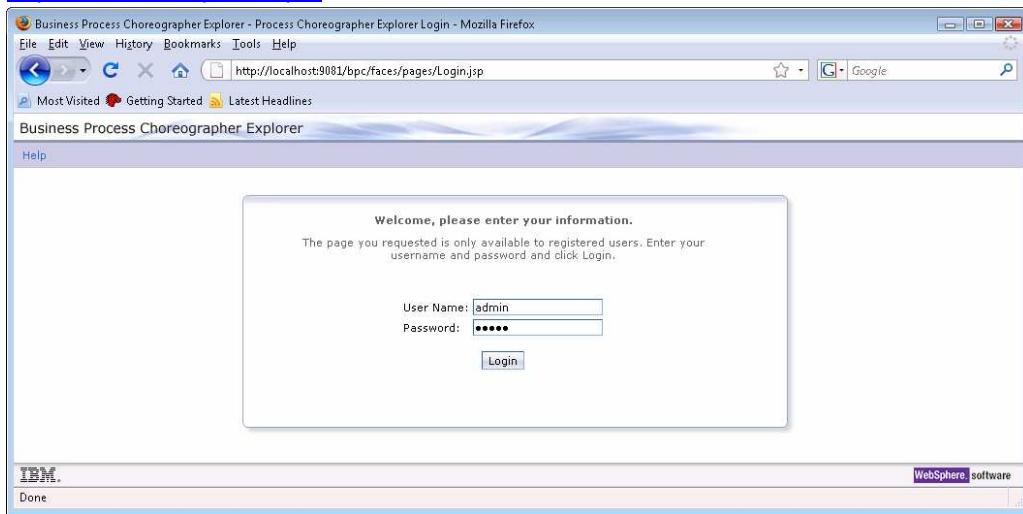 Business Process Choreographer Explorer - Process Choreographer Explorer Login - Mozilla Firefox
File Edit View History Bookmarks Tools Help
http://localhost:9081/bpc/faces/pages/Login.jsp
G Google
Most Visited Getting Started Latest Headlines
Business Process Choreographer Explorer
Help
Welcome, please enter your information.
The page you requested is only available to registered users. Enter your
username and password and click Login.
User Name: admin
Password: •••••
Login
IBM.
WebSphere. software
Done